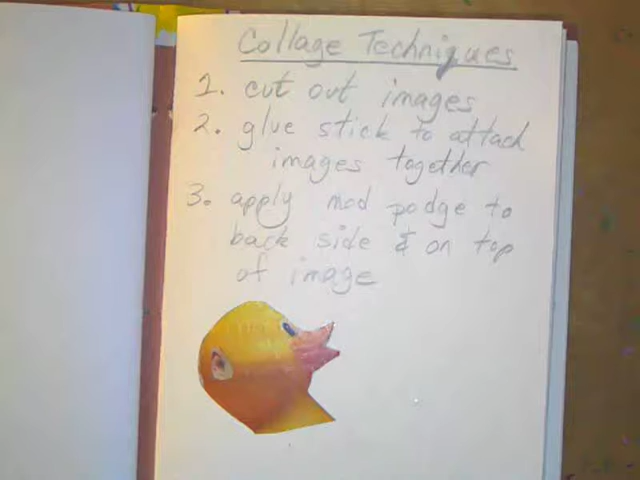 Collage Techniques
1. cut out images
2. glue stick to attach
images together
3. apply mod podge to
back side & on top
of image